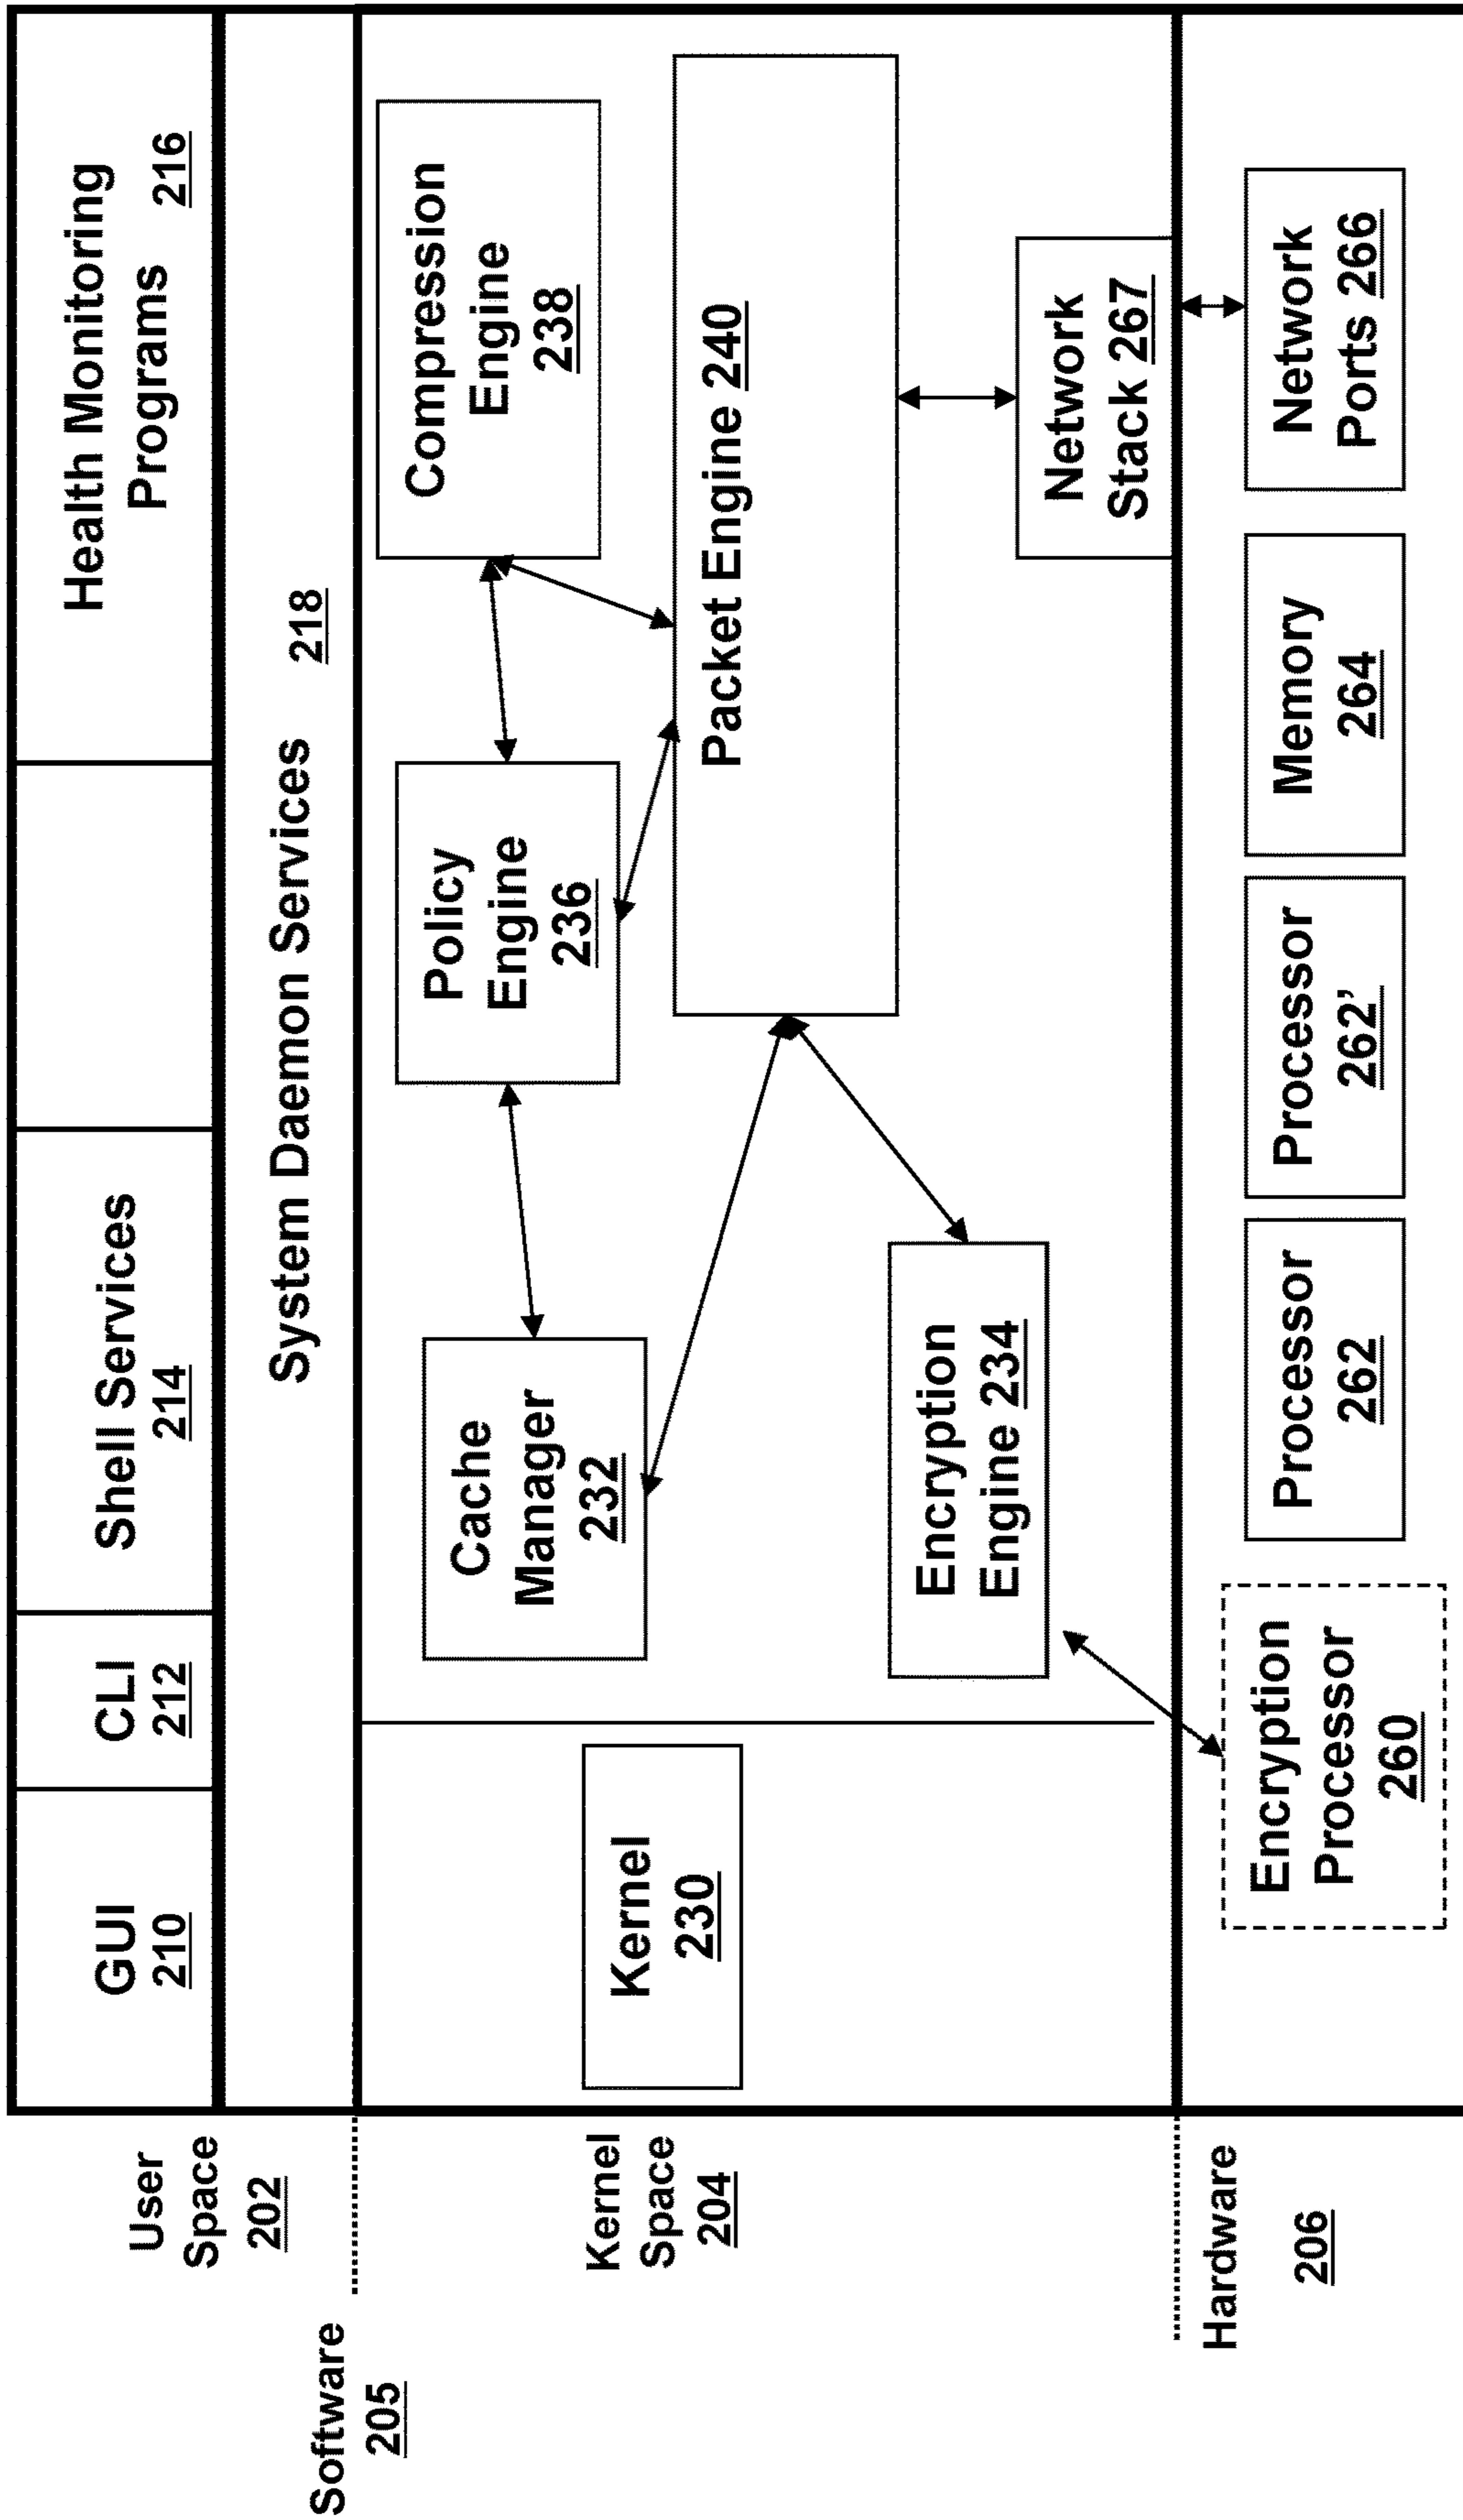 Software
205
User
Space
202
Kernel
Space
204
Hardware
206
GUI
210
CLI
212
Shell Services
214
Health Monitoring
Programs
216
System Daemon Services
218
Kernel
230
Cache
Manager
232
Policy
Engine
236
Compression
Engine
238
Packet Engine 240
Encryption
Engine 234
Network
Stack 267
Encryption
Processor
260
Processor
262
Processor
262’
Memory
264
Network
Ports 266